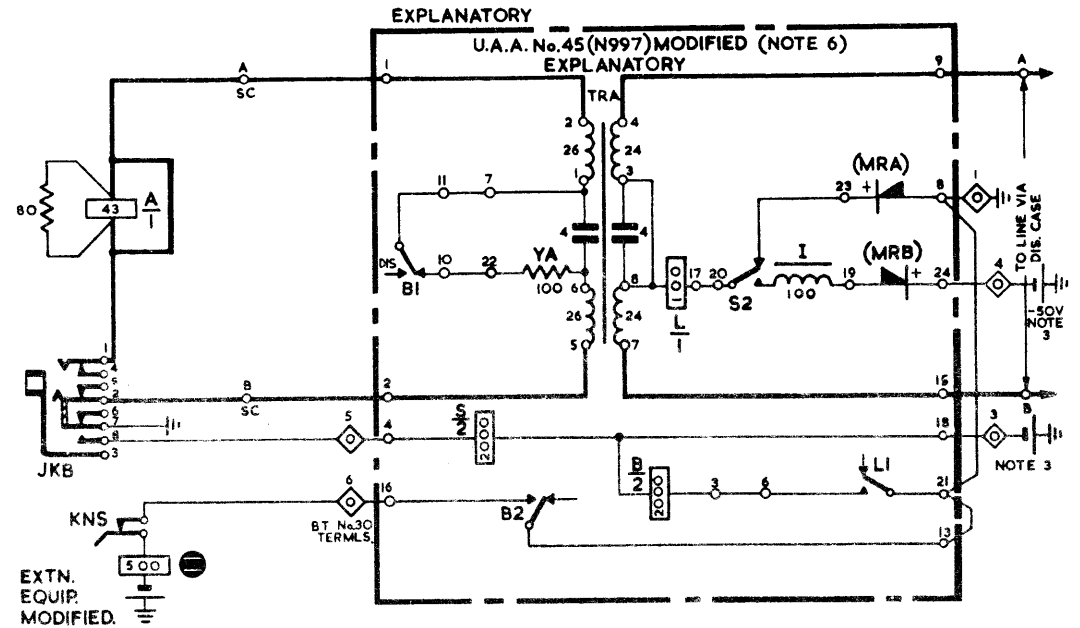 EXPLANATORY
U.A.A. No.45(N997) MODIFIED (NOTE 6)
EXPLANATORY
A
SC
1
9
A
TRA
2
4
26
24
1
3
(MRA)
11
7
23
+
8
1
80
43
A
1
4
4
TO LINE VIA
DIS. CASE
DIS
B1
10
22
YA
100
6
8
1
17
20
S2
I
100
19
(MRB)
+
24
4
-50V
NOTE
3
L
1
26
24
5
7
1
4
5
2
6
7
8
3
JKB
B
SC
2
15
B
5
4
S
2
2000
18
3
NOTE 3
B
2
2000
3
6
L1
21
6
16
B2
13
BT No.30
TERMLS.
KNS
500
EXTN.
EQUIP.
MODIFIED.